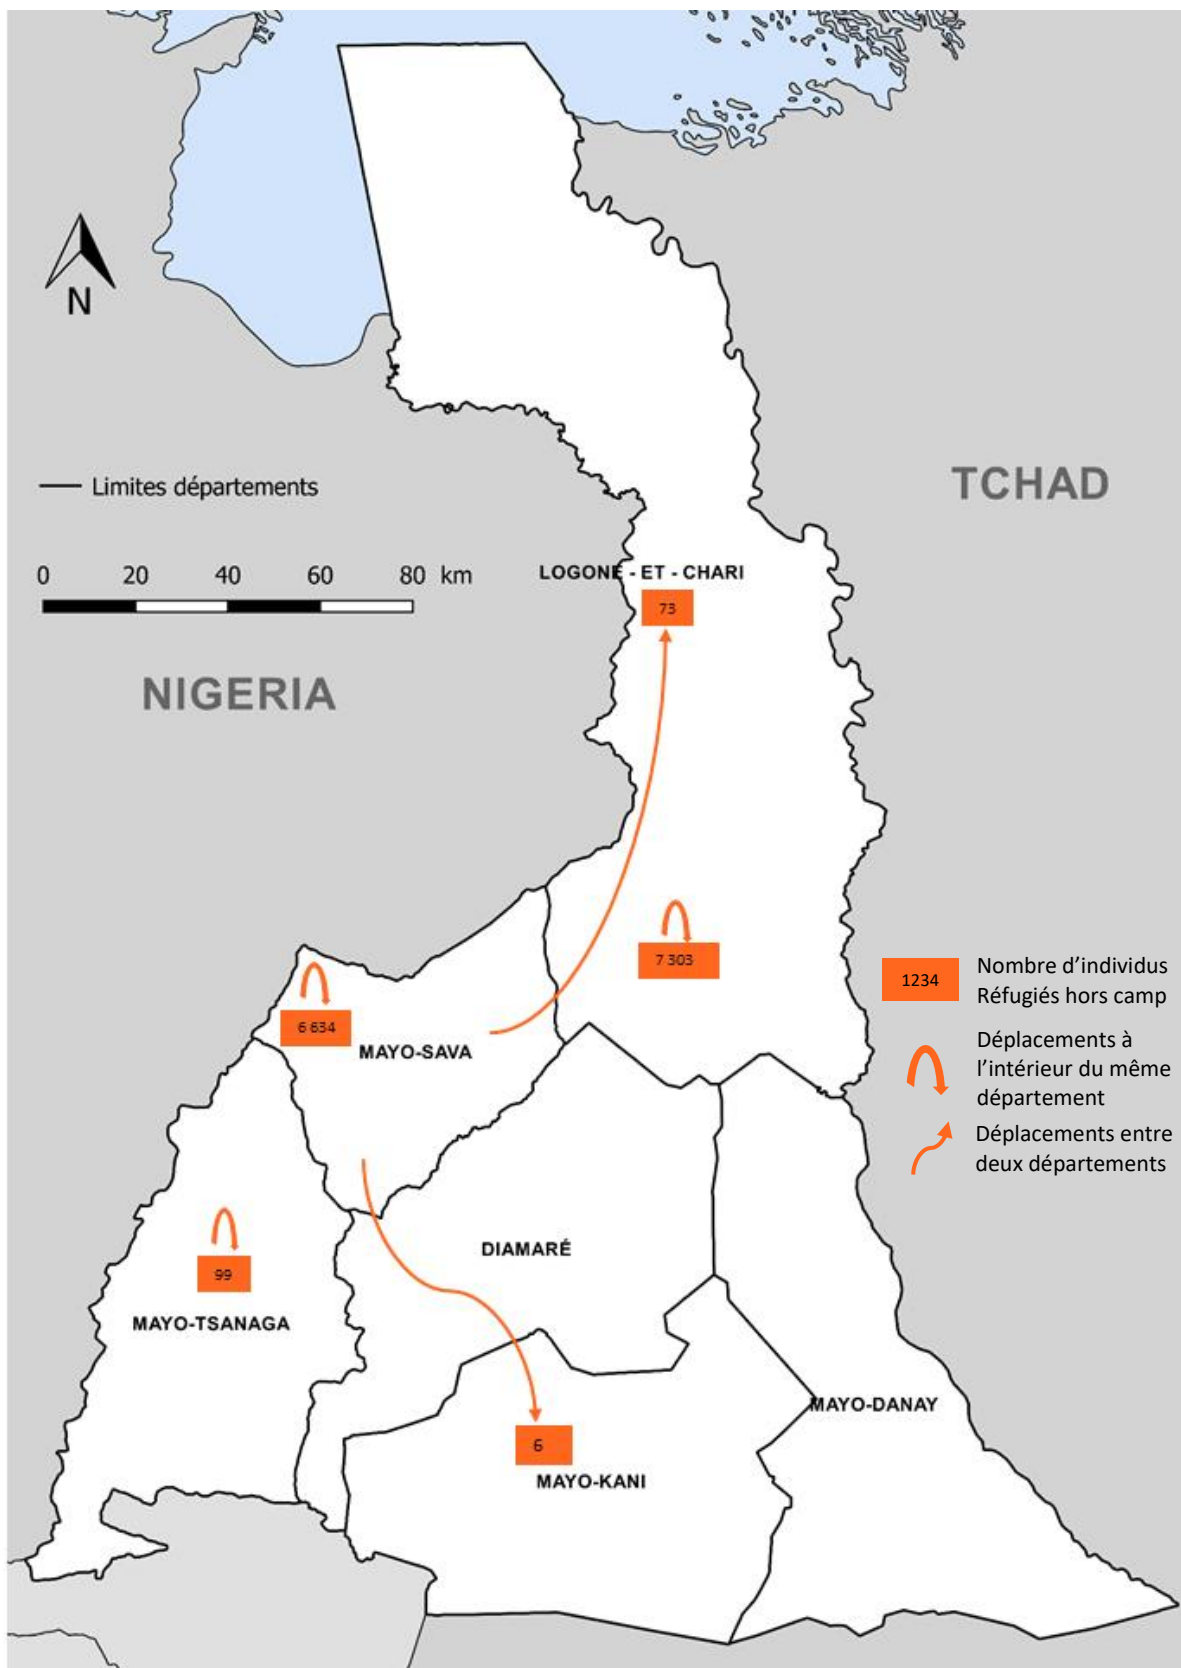 N
Limites départements
TCHAD
0 20 40 60 80 km
LOGONE - ET - CHARI
73
NIGERIA
7 303
6 634
MAYO-SAVA
1234
Nombre d’individus
Réfugiés hors camp
Déplacements à
l’intérieur du même
département
Déplacements entre
deux départements
DIAMARÉ
99
MAYO-TSANAGA
MAYO-DANAY
6
MAYO-KANI